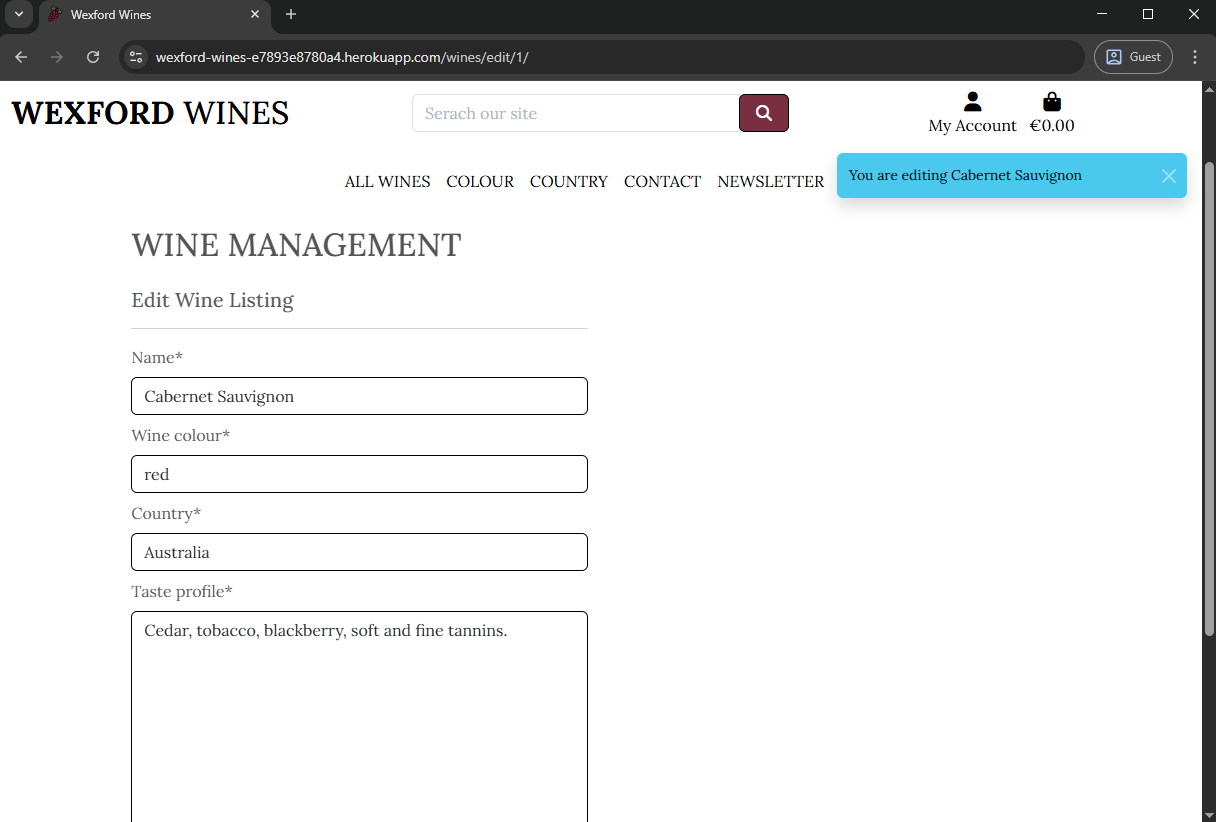 Wexford Wines
wexford-wines-e7893e8780a4.herokuapp.com/wines/edit/1/
Guest
WEXFORD WINES
Serach our site
My Account
€0.00
ALL WINES COLOUR COUNTRY CONTACT NEWSLETTER
You are editing Cabernet Sauvignon
WINE MANAGEMENT
Edit Wine Listing
Name*
Cabernet Sauvignon
Wine colour*
red
Country*
Australia
Taste profile*
Cedar, tobacco, blackberry, soft and fine tannins.